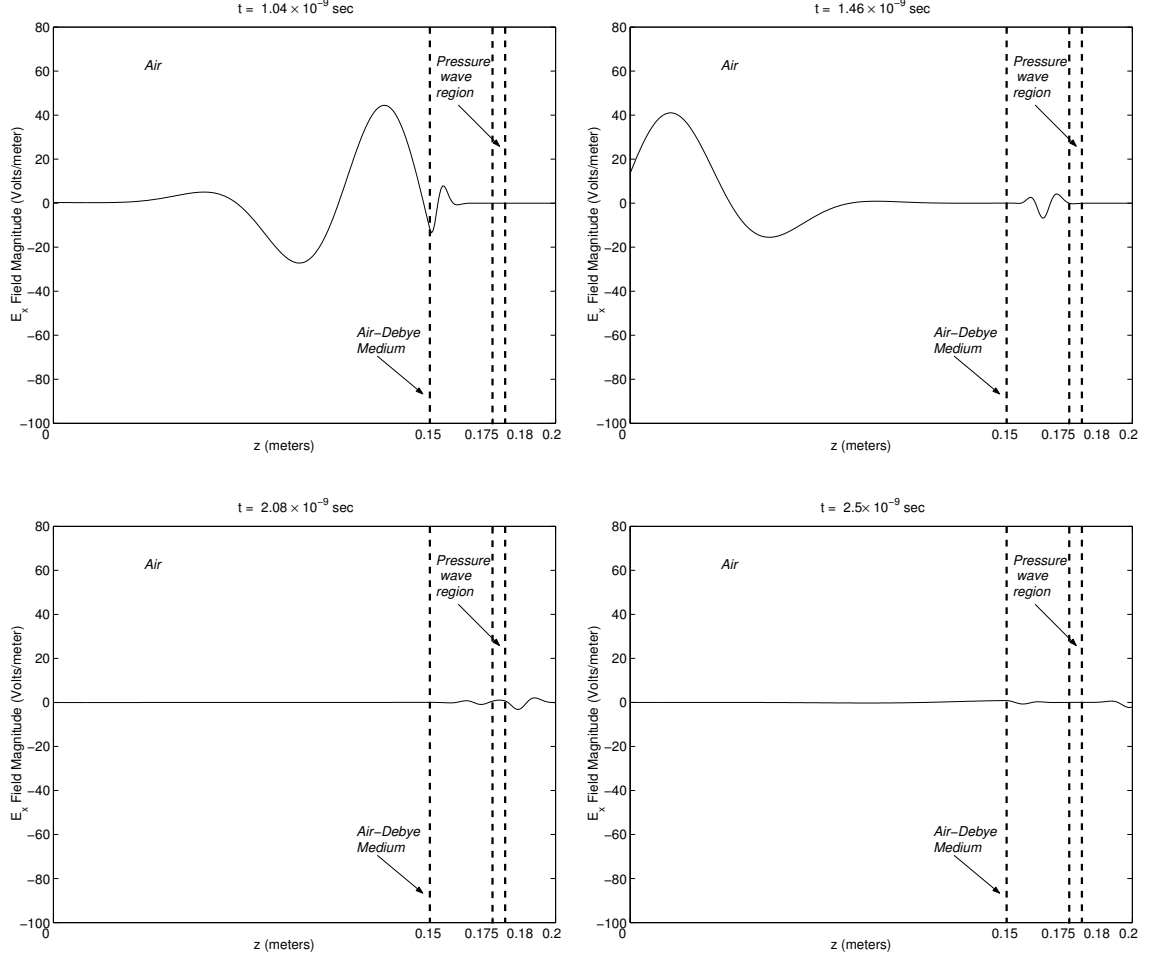 t = 1.04 × 10⁻⁹ sec
80
60
40
20
0
−20
−40
−60
−80
−100
E_x Field Magnitude (Volts/meter)
Air
Pressure
wave
region
Air−Debye
Medium
0
0.15
0.175
0.18
0.2
z (meters)
t = 1.46 × 10⁻⁹ sec
80
60
40
20
0
−20
−40
−60
−80
−100
E_x Field Magnitude (Volts/meter)
Air
Pressure
wave
region
Air−Debye
Medium
0
0.15
0.175
0.18
0.2
z (meters)
t = 2.08 × 10⁻⁹ sec
80
60
40
20
0
−20
−40
−60
−80
−100
E_x Field Magnitude (Volts/meter)
Air
Pressure
wave
region
Air−Debye
Medium
0
0.15
0.175
0.18
0.2
z (meters)
t = 2.5× 10⁻⁹ sec
80
60
40
20
0
−20
−40
−60
−80
−100
E_x Field Magnitude (Volts/meter)
Air
Pressure
wave
region
Air−Debye
Medium
0
0.15
0.175
0.18
0.2
z (meters)